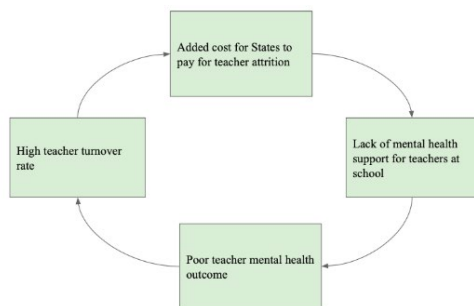 Added cost for States to
pay for teacher attrition
Lack of mental health
support for teachers at
school
Poor teacher mental health
outcome
High teacher turnover
rate